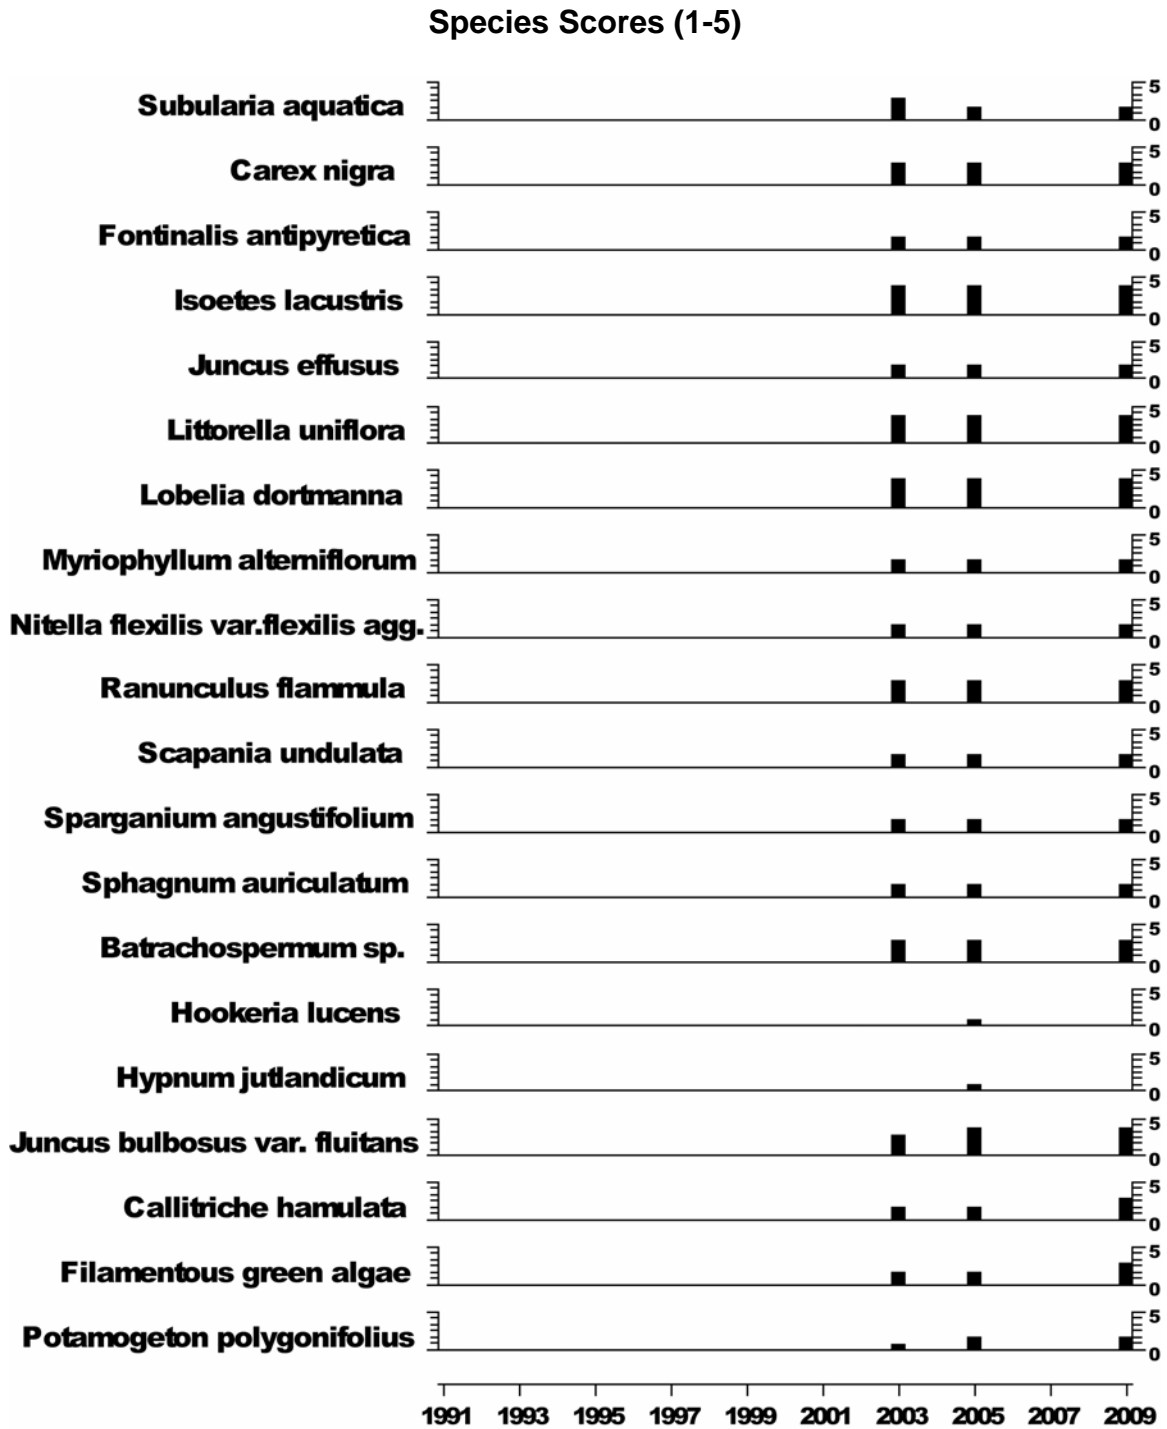 Species Scores (1-5)
Subularia aquatica 5 0
Carex nigra 5 0
Fontinalis antipyretica 5 0
Isoetes lacustris 5 0
Juncus effusus 5 0
Littorella uniflora 5 0
Lobelia dortmanna 5 0
Myriophyllum alterniflorum 5 0
Nitella flexilis var.flexilis agg. 5 0
Ranunculus flammula 5 0
Scapania undulata 5 0
Sparganium angustifolium 5 0
Sphagnum auriculatum 5 0
Batrachospermum sp. 5 0
Hookeria lucens 5 0
Hypnum jutlandicum 5 0
Juncus bulbosus var. fluitans 5 0
Callitriche hamulata 5 0
Filamentous green algae 5 0
Potamogeton polygonifolius 5 0
1991 1993 1995 1997 1999 2001 2003 2005 2007 2009